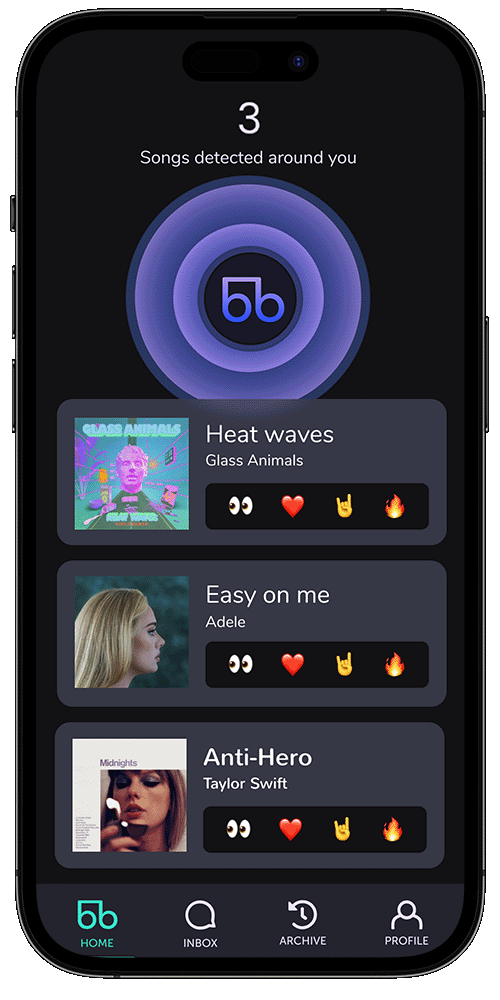 3
Songs detected around you
bb
GLASS ANIMALS
HEAT WAVES
Heat waves
Glass Animals
Easy on me
Adele
Midnights
Anti-Hero
Taylor Swift
bb
HOME
INBOX
ARCHIVE
PROFILE